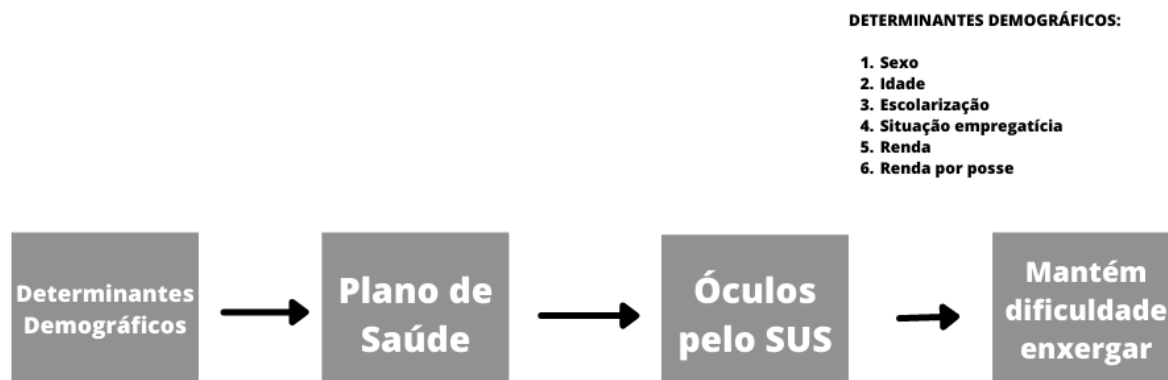 DETERMINANTES DEMOGRÁFICOS:
1. Sexo
2. Idade
3. Escolarização
4. Situação empregatícia
5. Renda
6. Renda por posse
Determinantes
Demográficos
Plano de
Saúde
Óculos
pelo SUS
Mantém
dificuldade
enxergar